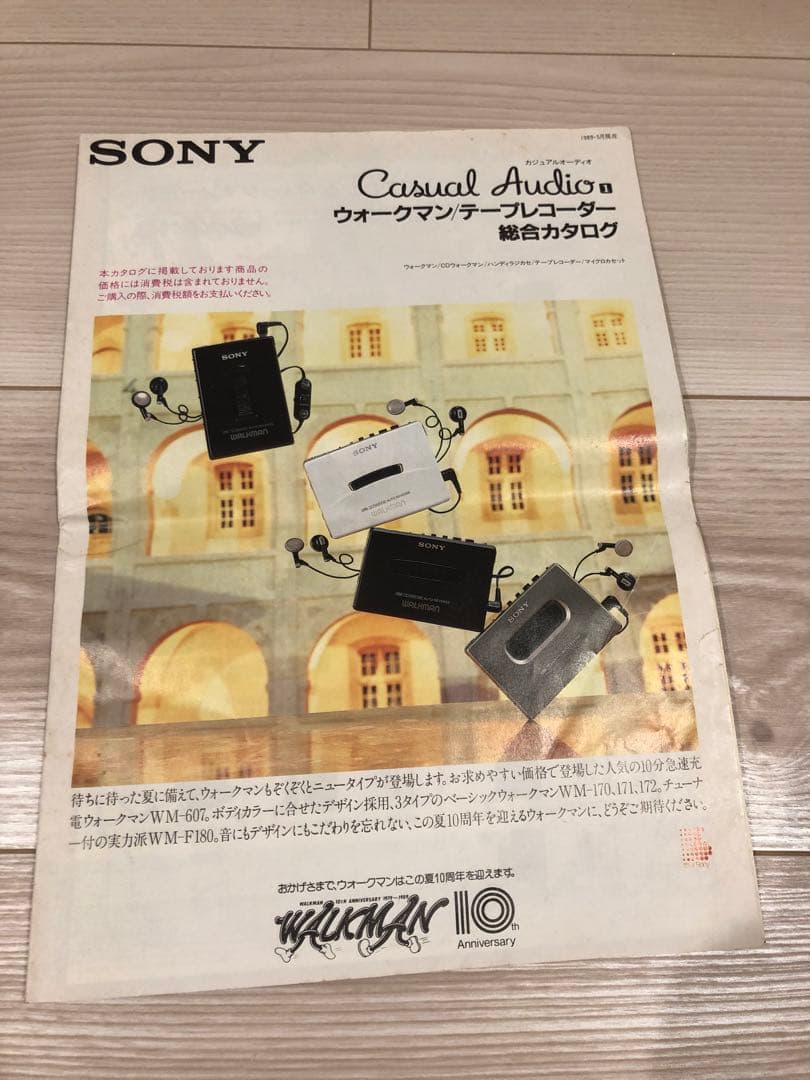 SONY
1989-5月現在
カジュアルオーディオ
Casual Audio 1
ウォークマン/テープレコーダー
総合カタログ
ウォークマン/CDウォークマン/ハンディラジカセ/テープレコーダー/マイクロカセット
本カタログに掲載しております商品の
価格には消費税は含まれておりません。
ご購入の際、消費税額をお支払いください。
SONY
WALKMAN
SONY
WALKMAN
SONY
WALKMAN
SONY
待ちに待った夏に備えて、ウォークマンもぞくぞくとニュータイプが登場します。お求めやすい価格で登場した人気の10分急速充
電ウォークマンWM-607。ボディカラーに合せたデザイン採用、3タイプのベーシックウォークマンWM-170,171,172。チューナ
ー付の実力派WM-F180。音にもデザインにもこだわりを忘れない、この夏10周年を迎えるウォークマンに、どうぞご期待ください。
It's a Sony
おかげさまで、ウォークマンはこの夏10周年を迎えます。
WALKMAN 10TH ANNIVERSARY 1979-1989
WALKMAN 10th
Anniversary